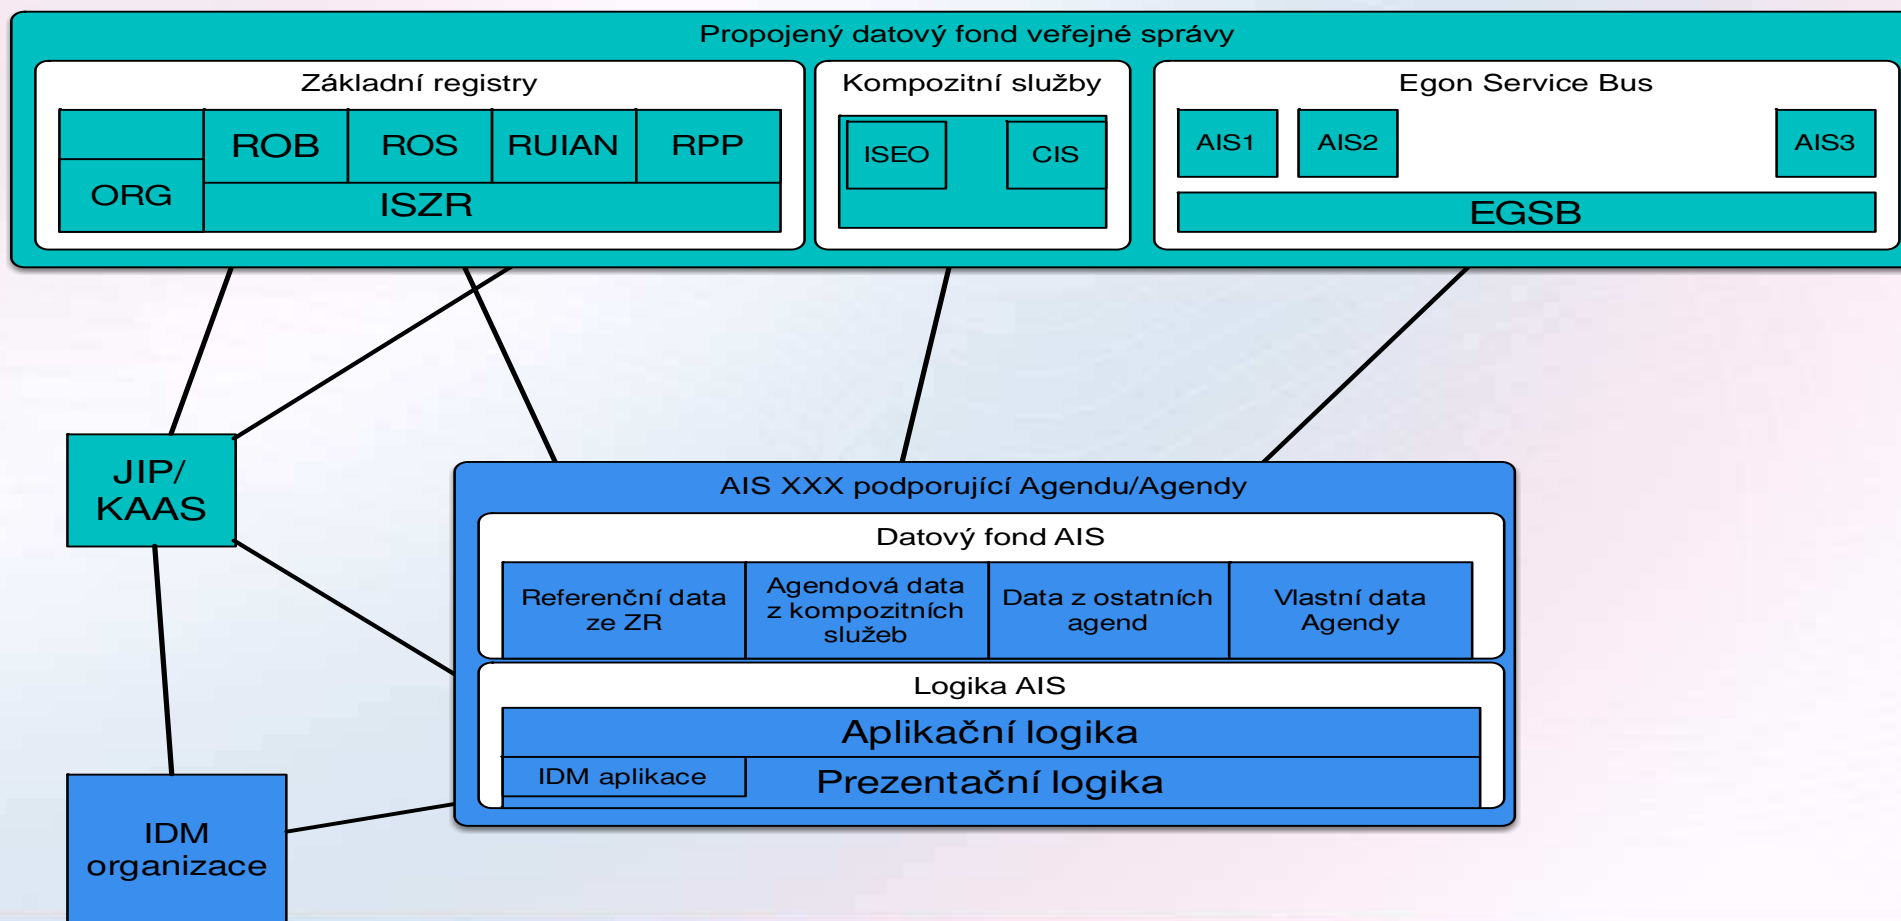 Propojený datový fond veřejné správy
Základní registry
ROB
ROS
RUIAN
RPP
ORG
ISZR
Kompozitní služby
ISEO
CIS
Egon Service Bus
AIS1
AIS2
AIS3
EGSB
JIP/
KAAS
AIS XXX podporující Agendu/Agendy
Datový fond AIS
Referenční data
ze ZR
Agendová data
z kompozitních
služeb
Data z ostatních
agend
Vlastní data
Agendy
Logika AIS
Aplikační logika
IDM aplikace
Prezentační logika
IDM
organizace